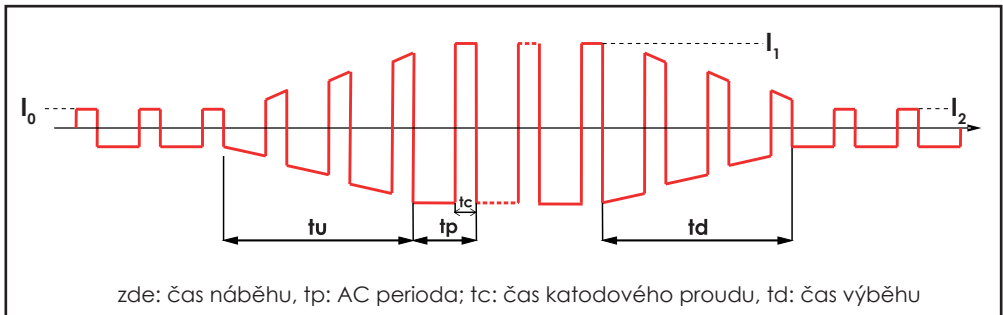 I₁
I₀
I₂
tc
tu
tp
td
zde: čas náběhu, tp: AC perioda; tc: čas katodového proudu, td: čas výběhu